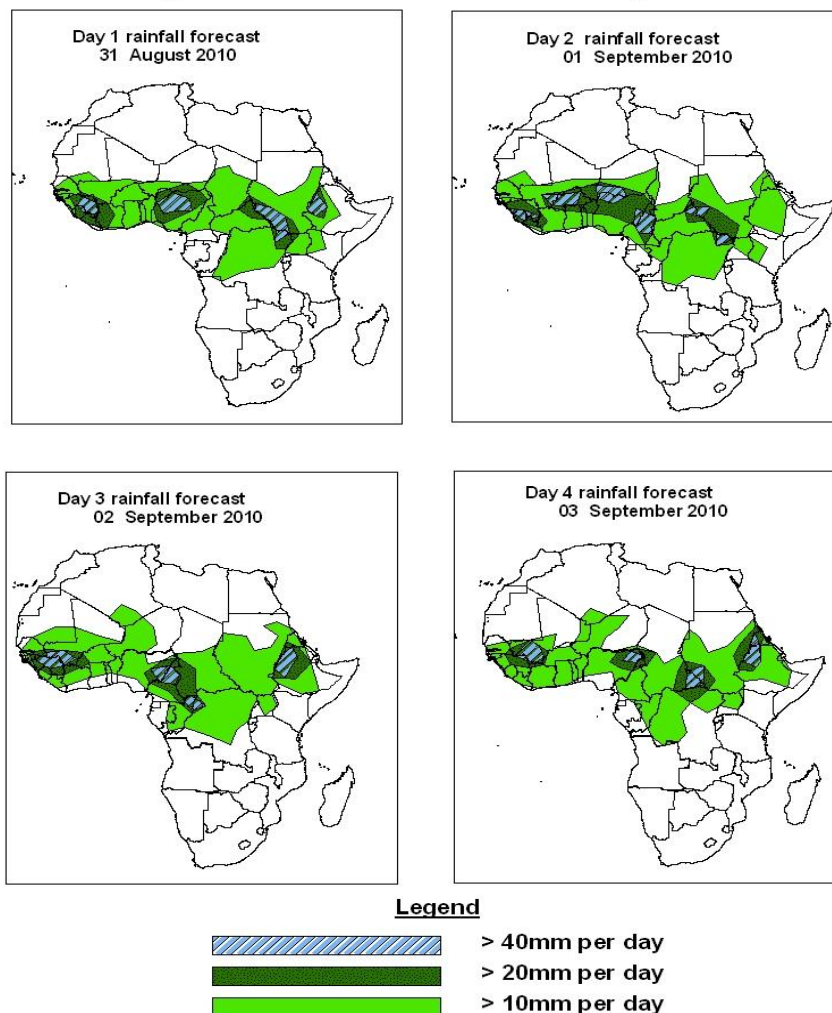 Day 1 rainfall forecast
31 August 2010
Day 2 rainfall forecast
01 September 2010
Day 3 rainfall forecast
02 September 2010
Day 4 rainfall forecast
03 September 2010
Legend
> 40mm per day
> 20mm per day
> 10mm per day